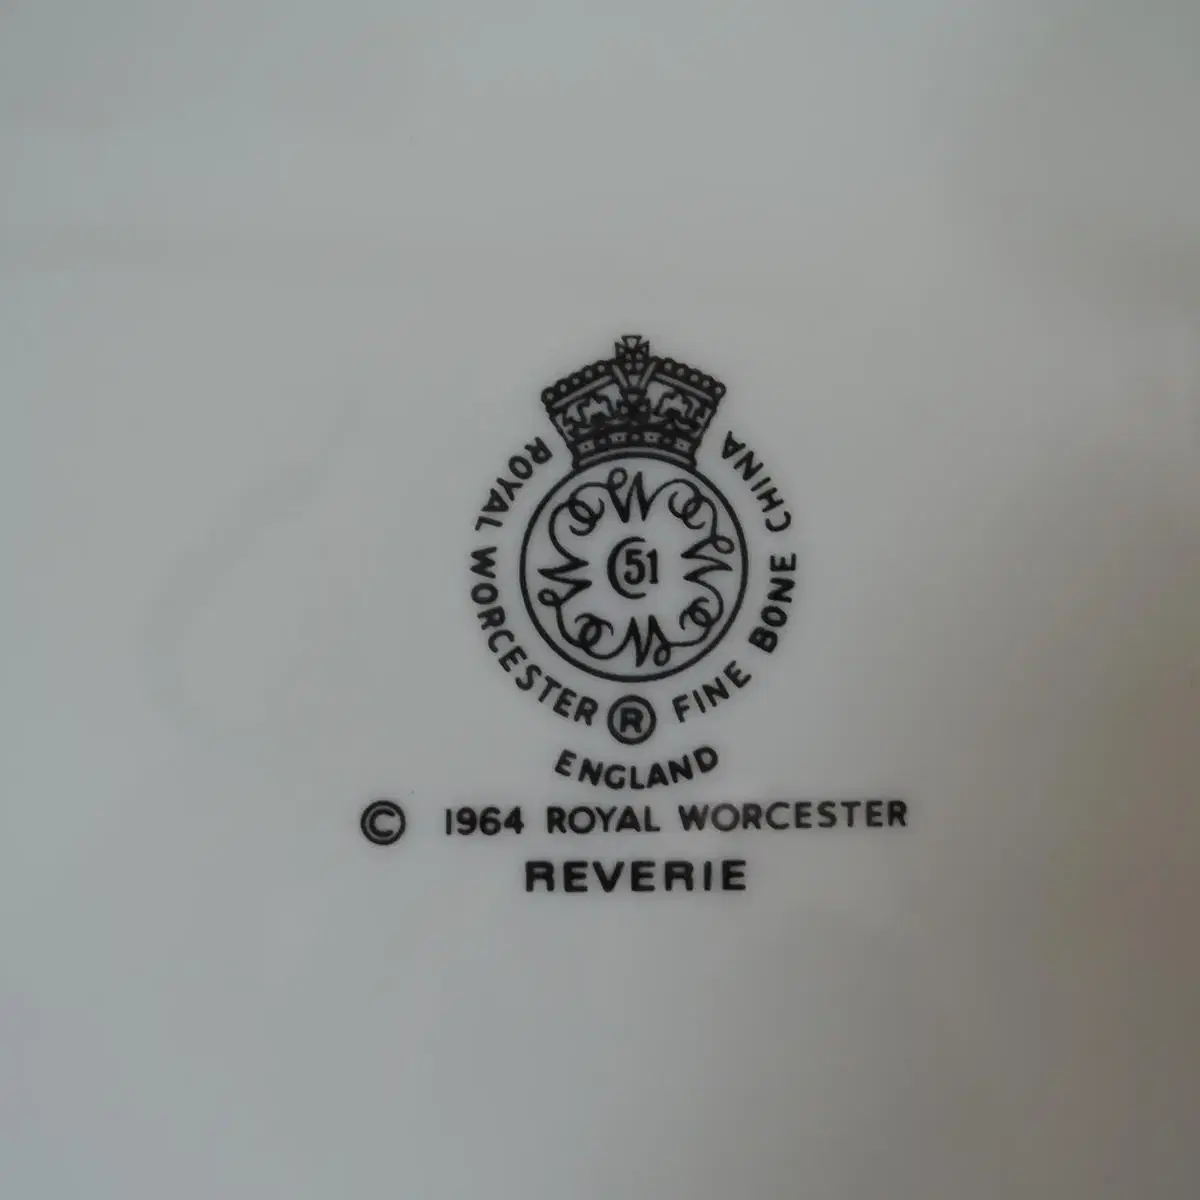 ROYAL WORCESTER ® FINE BONE CHINA
51
ENGLAND
© 1964 ROYAL WORCESTER
REVERIE